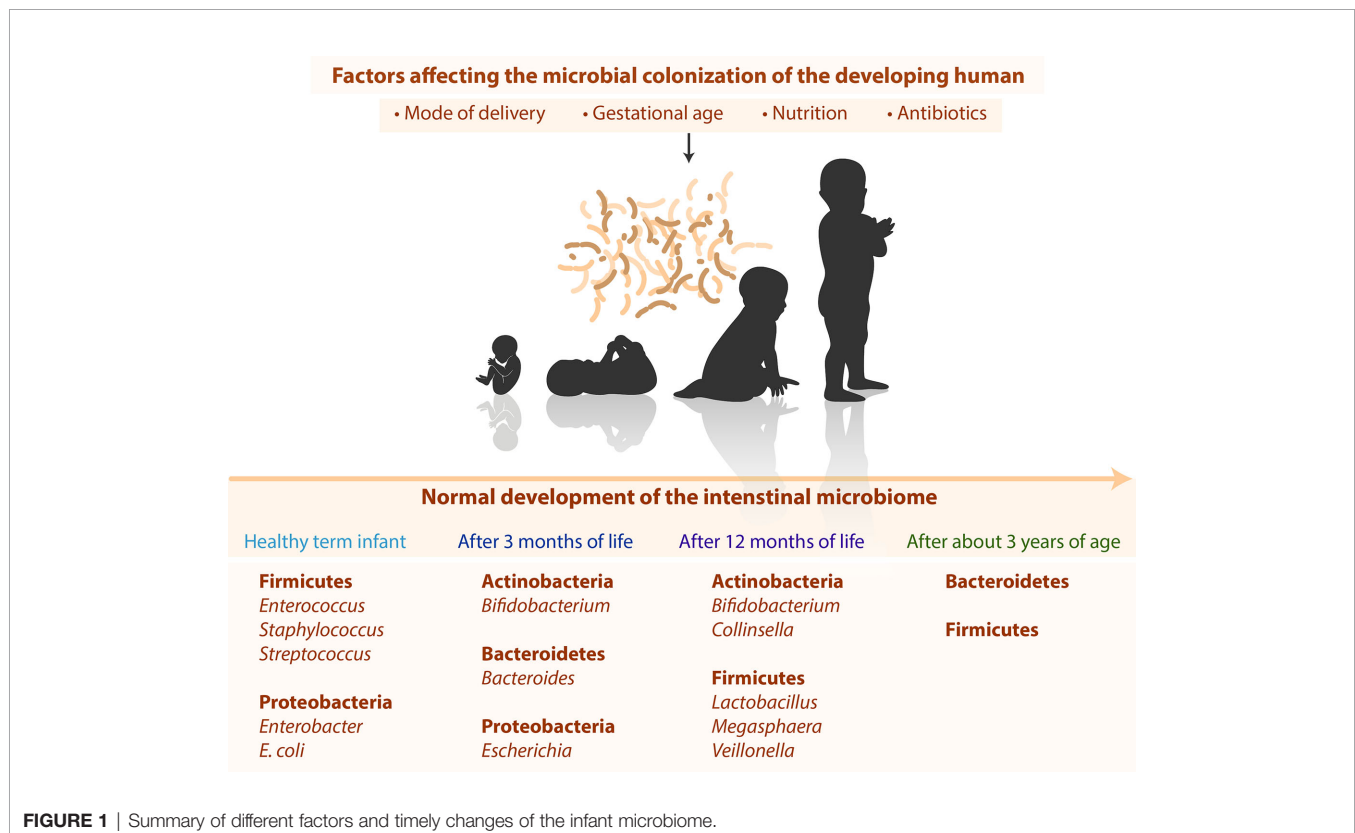 Factors affecting the microbial colonization of the developing human
• Mode of delivery • Gestational age • Nutrition • Antibiotics
Normal development of the intenstinal microbiome
Healthy term infant
Firmicutes
Enterococcus
Staphylococcus
Streptococcus
Proteobacteria
Enterobacter
E. coli
After 3 months of life
Actinobacteria
Bifidobacterium
Bacteroidetes
Bacteroides
Proteobacteria
Escherichia
After 12 months of life
Actinobacteria
Bifidobacterium
Collinsella
Firmicutes
Lactobacillus
Megasphaera
Veillonella
After about 3 years of age
Bacteroidetes
Firmicutes
FIGURE 1 | Summary of different factors and timely changes of the infant microbiome.